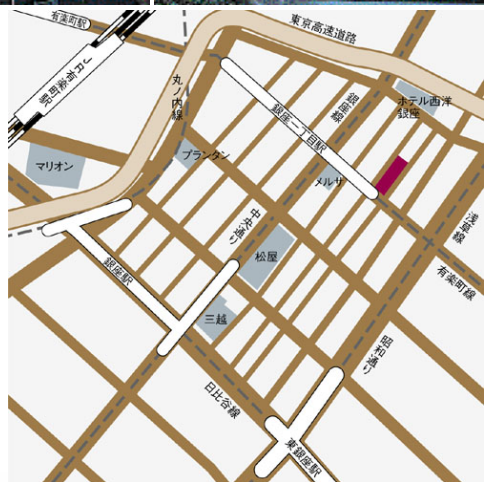 有楽町駅
東京高速道路
JR有楽町駅
丸ノ内線
銀座線
ホテル西洋
銀座
銀座一丁目駅
マリオン
プランタン
メルサ
浅草線
中央通り
有楽町線
松屋
銀座駅
三越
昭和通り
日比谷線
東銀座駅